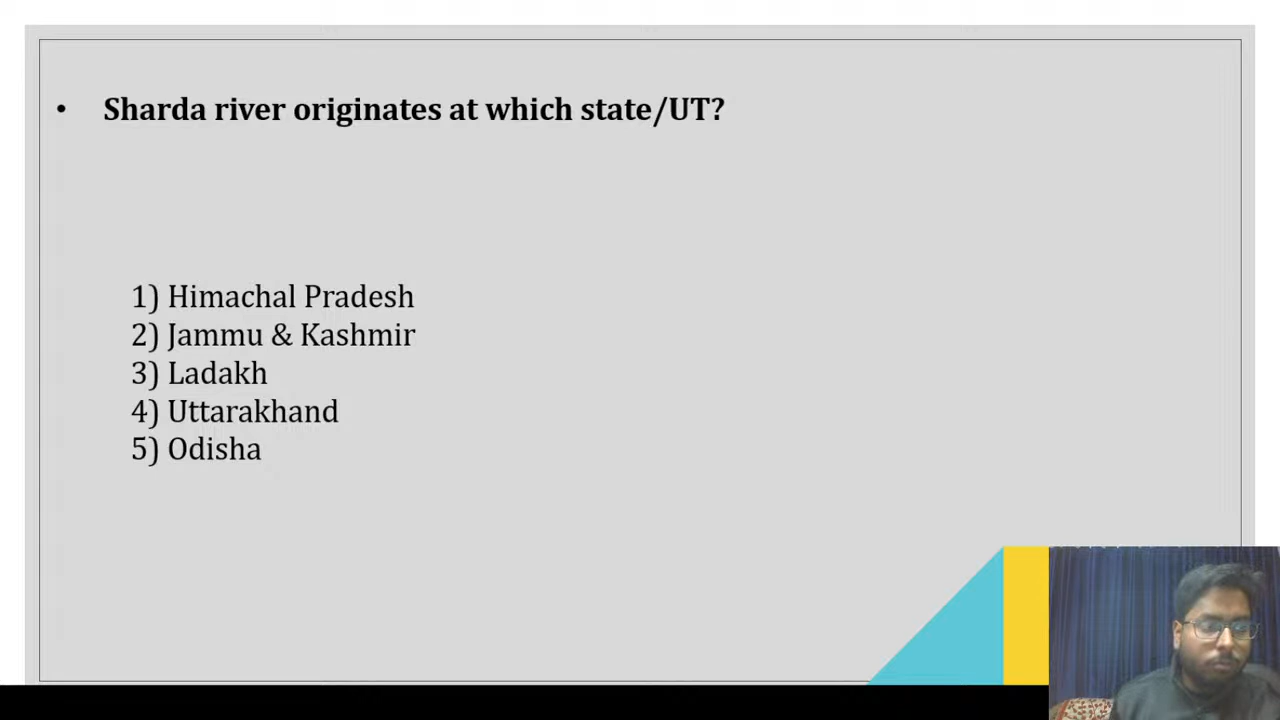 • Sharda river originates at which state/UT?
1) Himachal Pradesh
2) Jammu & Kashmir
3) Ladakh
4) Uttarakhand
5) Odisha